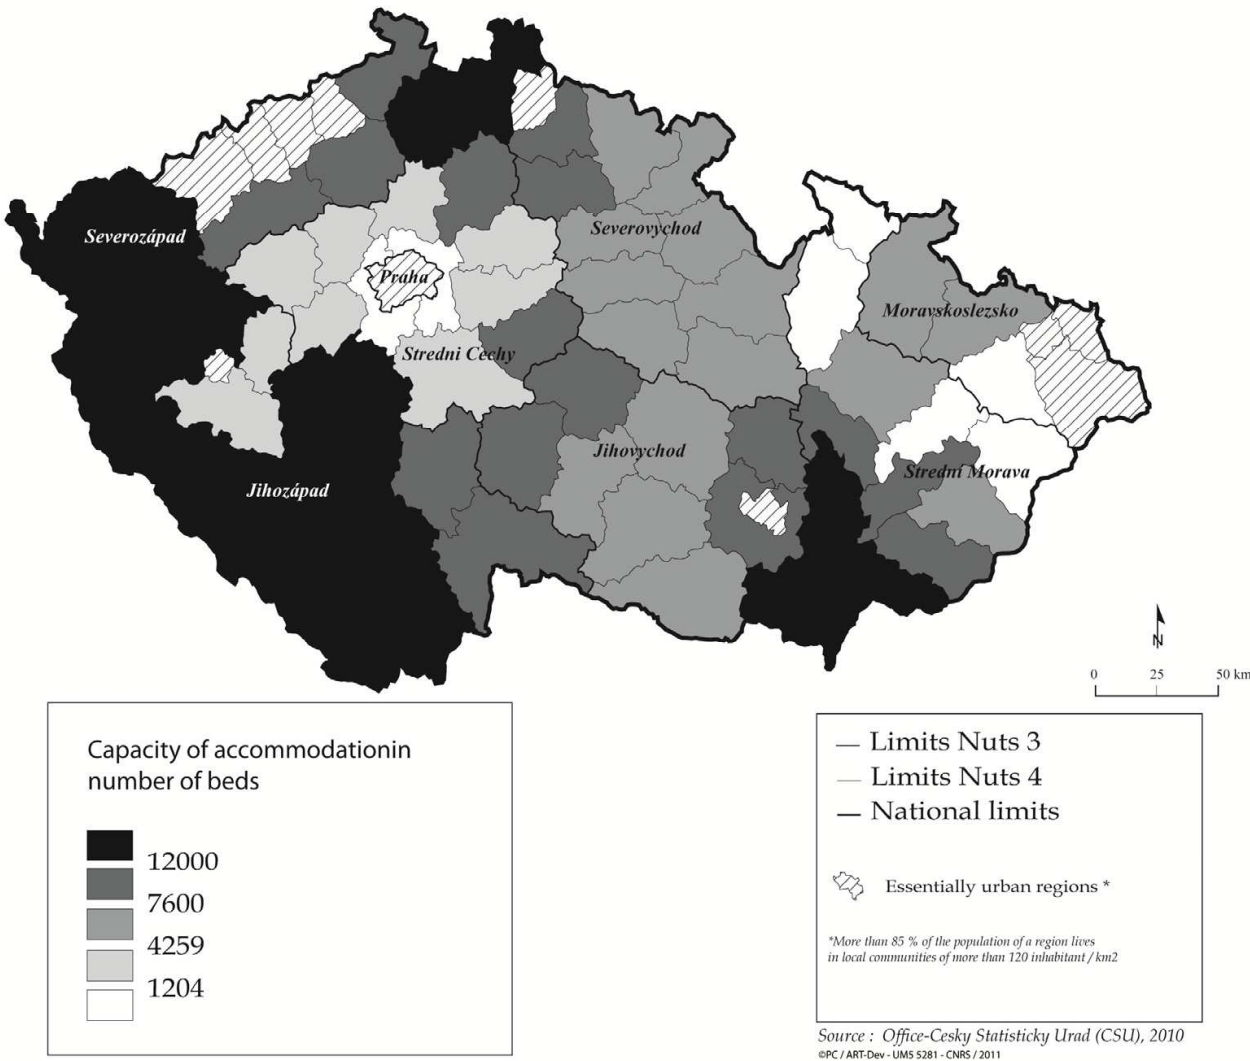 Severozápad
Severovychod
Praha
Moravskoslezsko
Stredni Cechy
Jihovychod
Strední Morava
Jihozápad
N
0 25 50 km
Capacity of accommodationin
number of beds
12000
7600
4259
1204
Limits Nuts 3
Limits Nuts 4
National limits
Essentially urban regions *
*More than 85 % of the population of a region lives
in local communities of more than 120 inhabitant / km2
Source : Office-Cesky Statisticky Urad (CSU), 2010
©PC / ART-Dev - UM5 5281 - CNRS / 2011